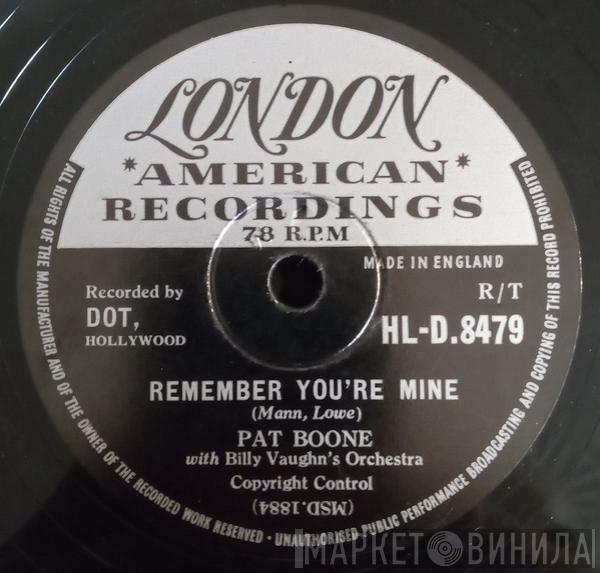 LONDON
*AMERICAN*
RECORDINGS
78 R.P.M
MADE IN ENGLAND
Recorded by
DOT,
HOLLYWOOD
R/T
HL-D.8479
REMEMBER YOU'RE MINE
(Mann, Lowe)
PAT BOONE
with Billy Vaughn's Orchestra
Copyright Control
(MSD.1884)
ALL RIGHTS OF THE MANUFACTURER AND OF THE OWNER OF THE RECORDED WORK RESERVED · UNAUTHORISED PUBLIC PERFORMANCE BROADCASTING AND COPYING OF THIS RECORD PROHIBITED
МАРКЕТ ВИНИЛА